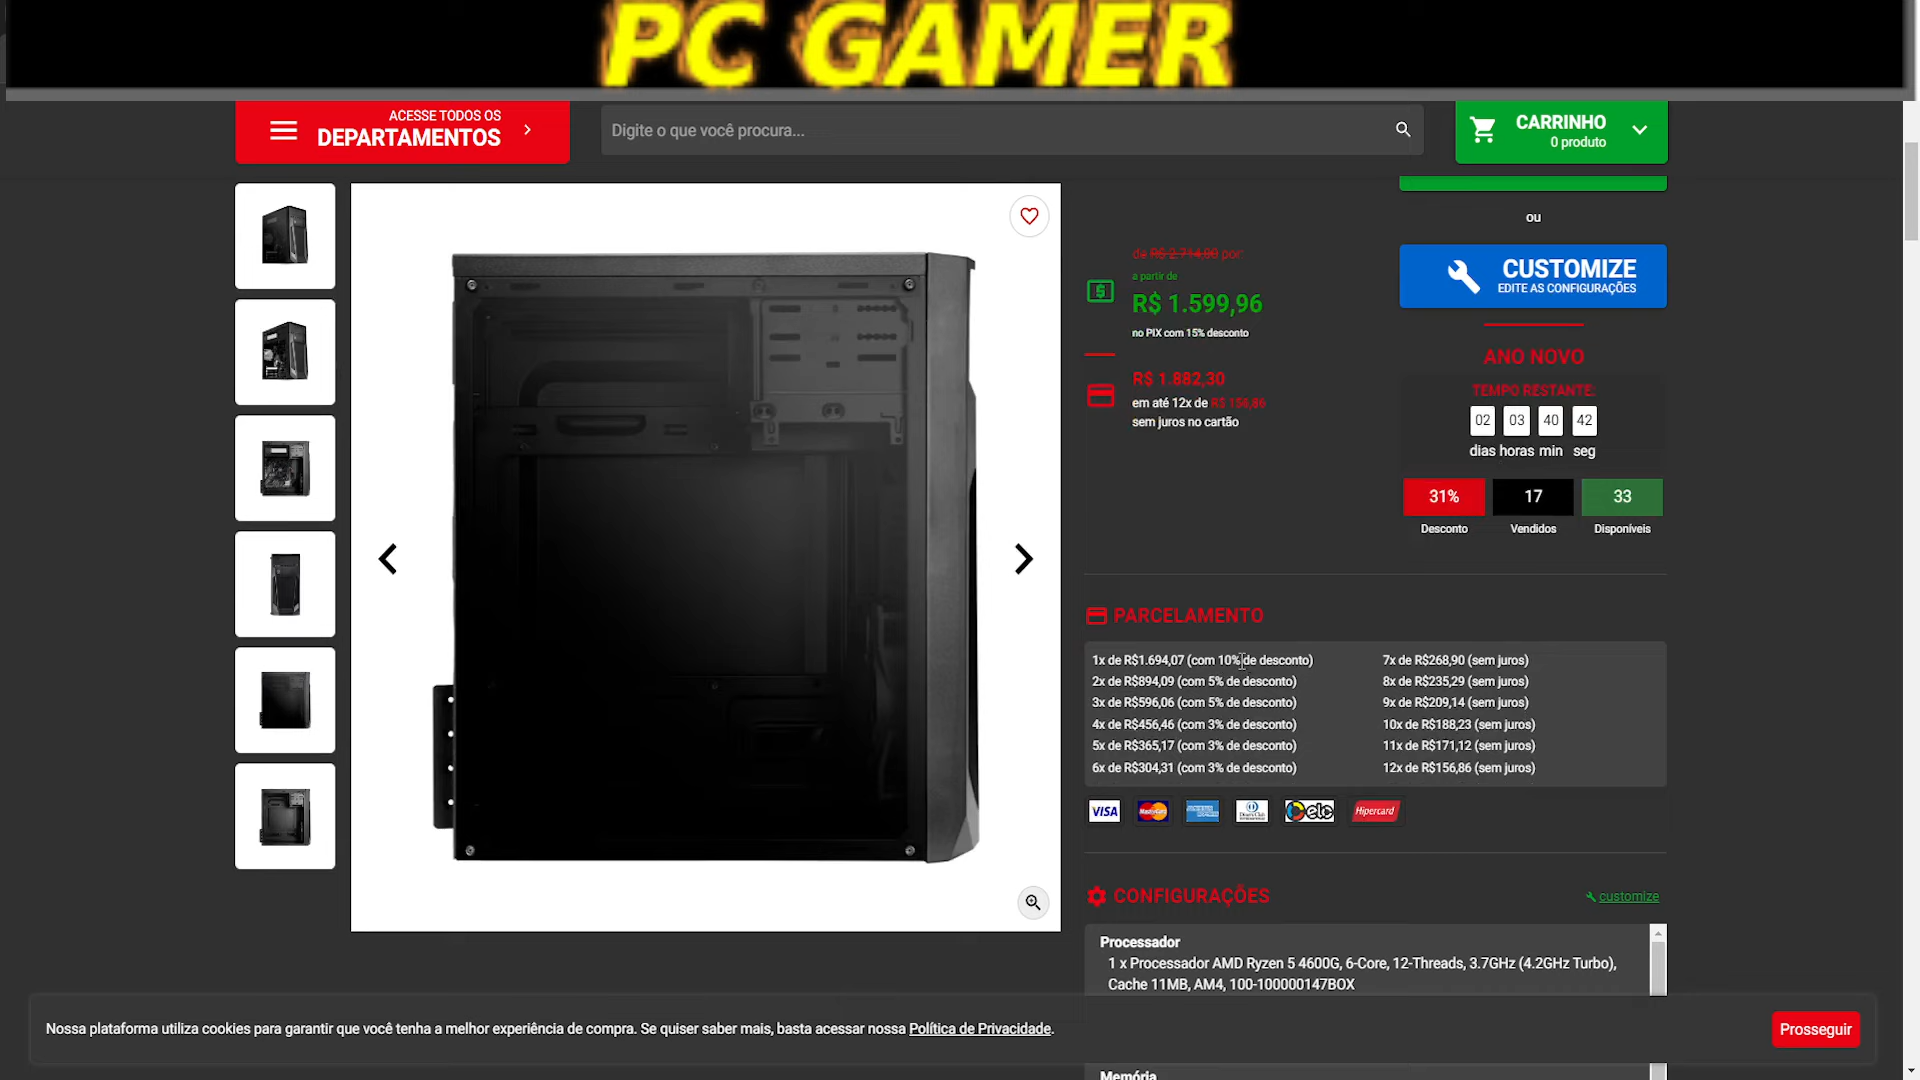 PC GAMER
ACESSE TODOS OS
DEPARTAMENTOS
Digite o que você procura...
CARRINHO
0 produto
ou
CUSTOMIZE
EDITE AS CONFIGURAÇÕES
de R$ 2.714,00 por:
a partir de
R$ 1.599,96
no PIX com 15% desconto
R$ 1.882,30
em até 12x de R$ 156,86
sem juros no cartão
ANO NOVO
TEMPO RESTANTE:
02 03 40 42
dias horas min seg
31% 17 33
Desconto Vendidos Disponíveis
PARCELAMENTO
1x de R$1.694,07 (com 10% de desconto)
2x de R$894,09 (com 5% de desconto)
3x de R$596,06 (com 5% de desconto)
4x de R$456,46 (com 3% de desconto)
5x de R$365,17 (com 3% de desconto)
6x de R$304,31 (com 3% de desconto)
7x de R$268,90 (sem juros)
8x de R$235,29 (sem juros)
9x de R$209,14 (sem juros)
10x de R$188,23 (sem juros)
11x de R$171,12 (sem juros)
12x de R$156,86 (sem juros)
VISA MasterCard elo Hipercard
CONFIGURAÇÕES
customize
Processador
1 x Processador AMD Ryzen 5 4600G, 6-Core, 12-Threads, 3.7GHz (4.2GHz Turbo),
Cache 11MB, AM4, 100-100000147BOX
Nossa plataforma utiliza cookies para garantir que você tenha a melhor experiência de compra. Se quiser saber mais, basta acessar nossa Política de Privacidade.
Prosseguir
Memória